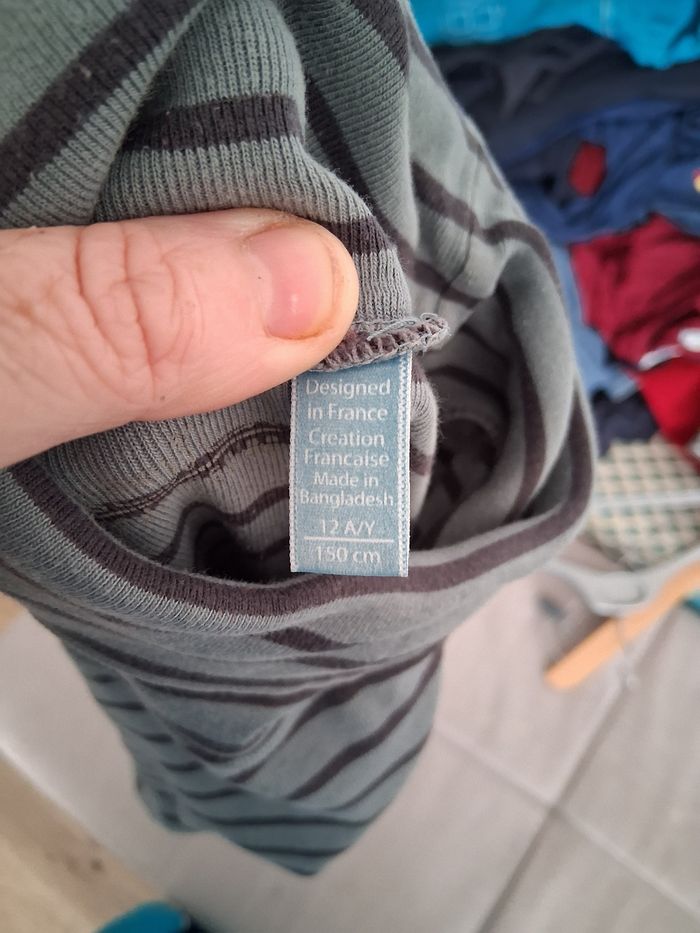 Designed
in France
Creation
Francaise
Made in
Bangladesh
12 A/Y
150 cm